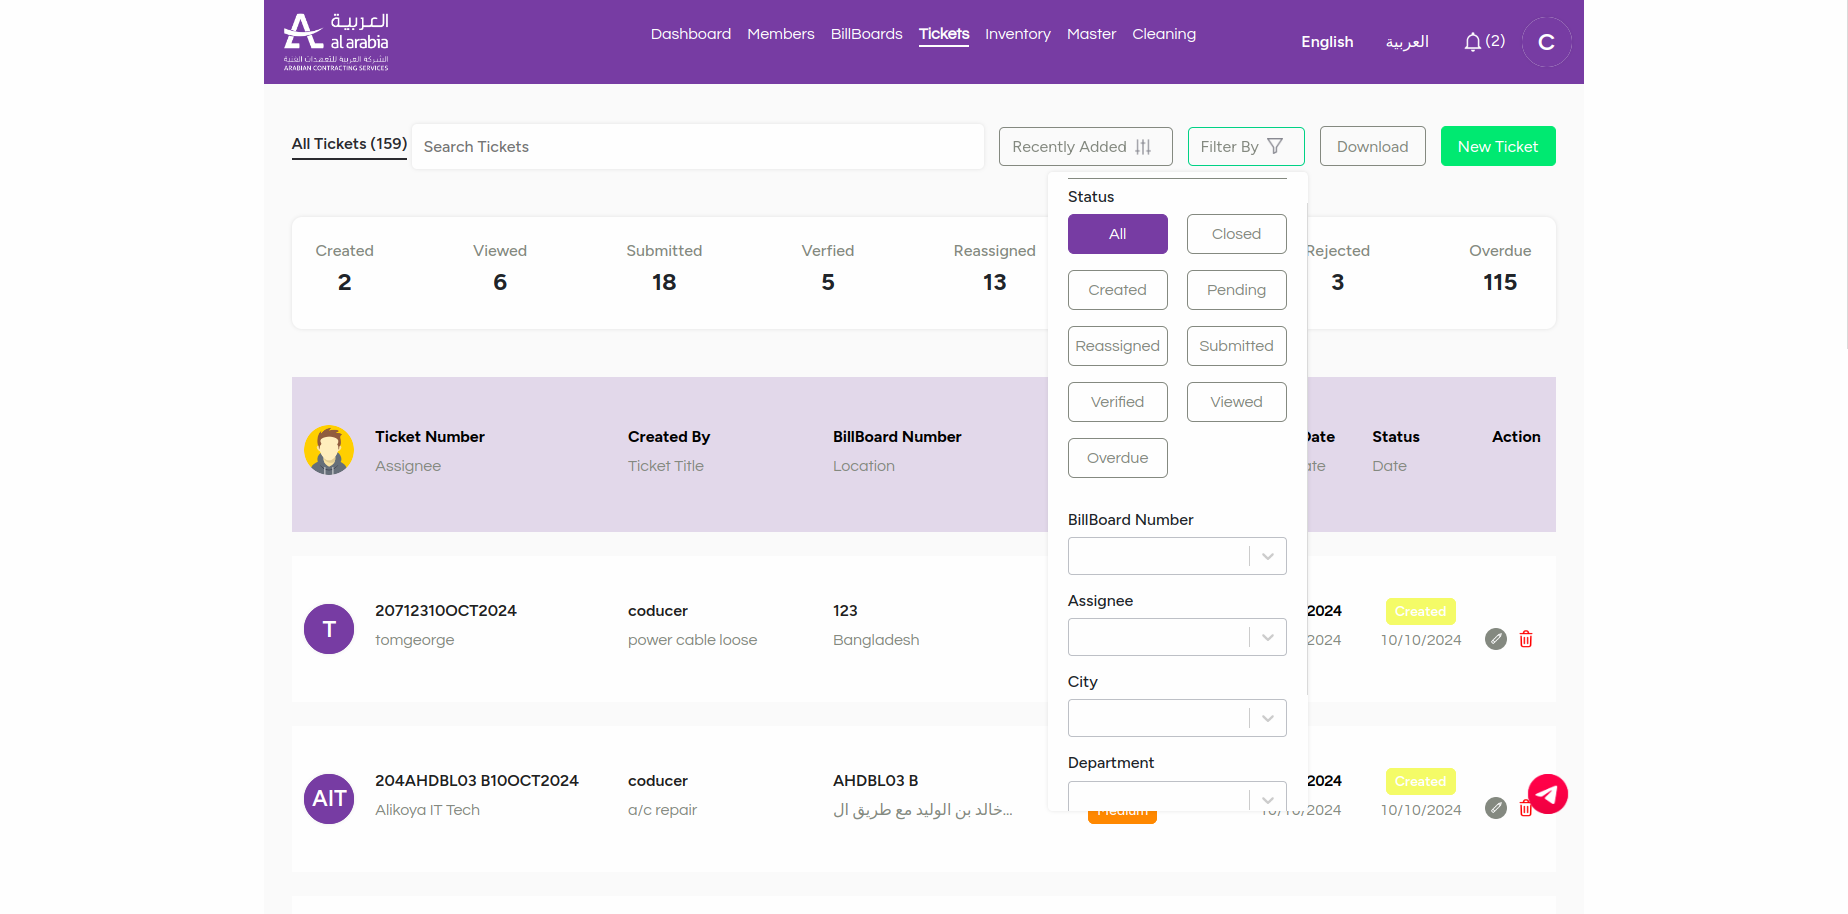 العربية
al arabia
الشركة العربية للتعهدات الفنية
ARABIAN CONTRACTING SERVICES
Dashboard Members BillBoards Tickets Inventory Master Cleaning
English العربية (2) C
All Tickets (159) Search Tickets Recently Added Filter By Download New Ticket
Created Viewed Submitted Verfied Reassigned Rejected Overdue
2 6 18 5 13 3 115
Status
All Closed
Created Pending
Reassigned Submitted
Verified Viewed
Overdue
BillBoard Number
Assignee
City
Department
Ticket Number Created By BillBoard Number Date Status Action
Assignee Ticket Title Location Date
T
20712310OCT2024 coducer 123 2024 Created
tomgeorge power cable loose Bangladesh 2024 10/10/2024
AIT
204AHDBL03 B10OCT2024 coducer AHDBL03 B 2024 Created
Alikoya IT Tech a/c repair خالد بن الوليد مع طريق ال... Medium 10/10/2024 10/10/2024